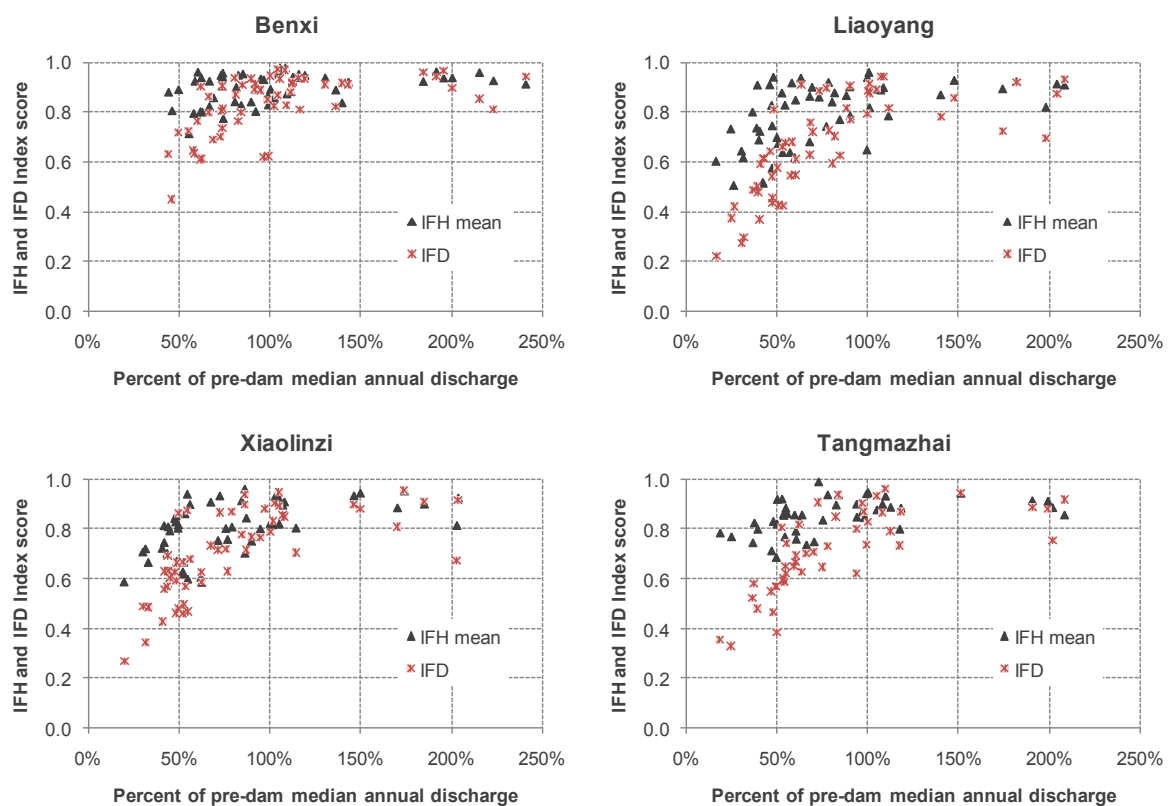 Benxi
IFH and IFD Index score
1.0
0.8
0.6
0.4
0.2
0.0
IFH mean
IFD
0% 50% 100% 150% 200% 250%
Percent of pre-dam median annual discharge
Liaoyang
IFH and IFD Index score
1.0
0.8
0.6
0.4
0.2
0.0
IFH mean
IFD
0% 50% 100% 150% 200% 250%
Percent of pre-dam median annual discharge
Xiaolinzi
IFH and IFD Index score
1.0
0.8
0.6
0.4
0.2
0.0
IFH mean
IFD
0% 50% 100% 150% 200% 250%
Percent of pre-dam median annual discharge
Tangmazhai
IFH and IFD Index score
1.0
0.8
0.6
0.4
0.2
0.0
IFH mean
IFD
0% 50% 100% 150% 200% 250%
Percent of pre-dam median annual discharge